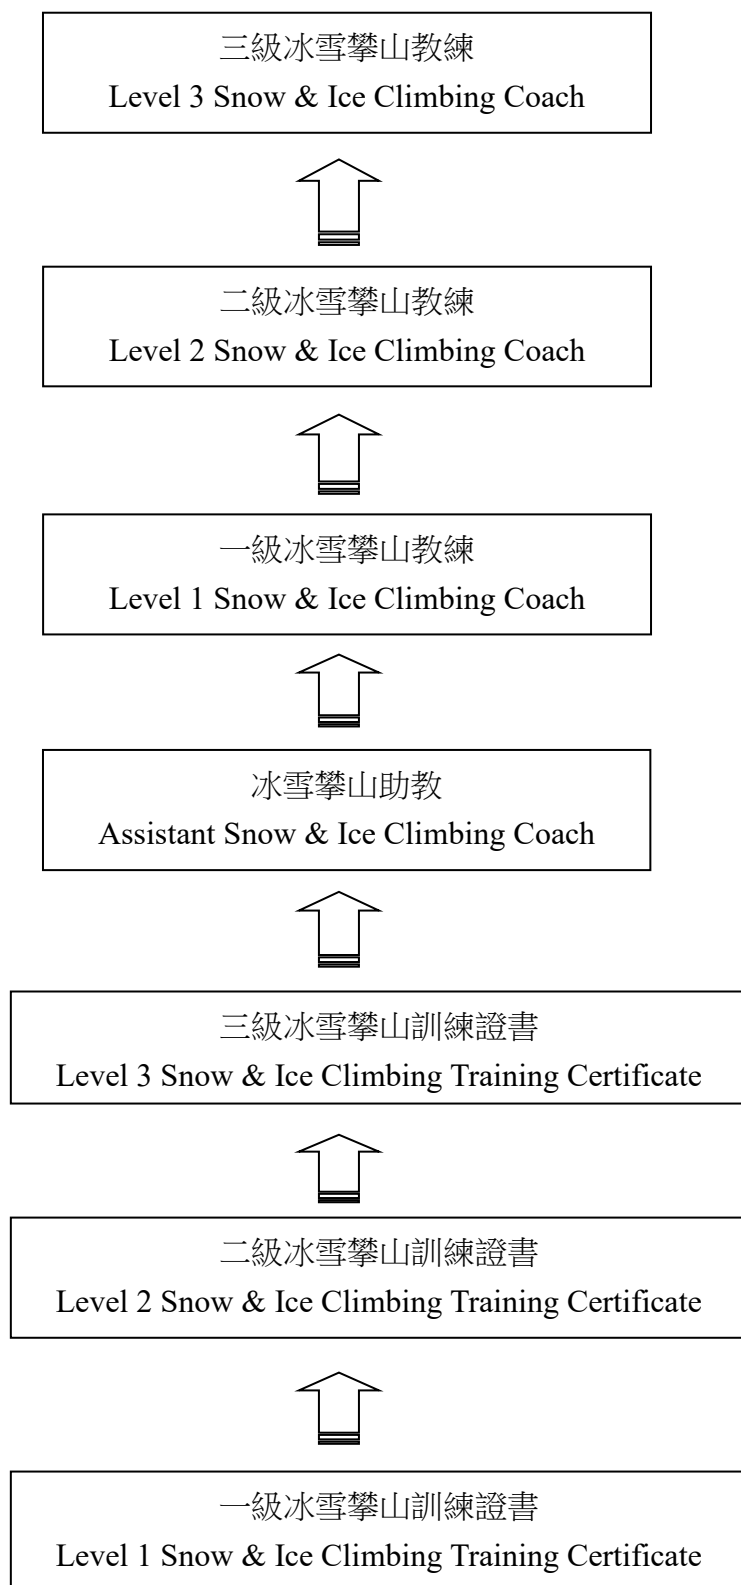 三級冰雪攀山教練
Level 3 Snow & Ice Climbing Coach
二級冰雪攀山教練
Level 2 Snow & Ice Climbing Coach
一級冰雪攀山教練
Level 1 Snow & Ice Climbing Coach
冰雪攀山助教
Assistant Snow & Ice Climbing Coach
三級冰雪攀山訓練證書
Level 3 Snow & Ice Climbing Training Certificate
二級冰雪攀山訓練證書
Level 2 Snow & Ice Climbing Training Certificate
一級冰雪攀山訓練證書
Level 1 Snow & Ice Climbing Training Certificate